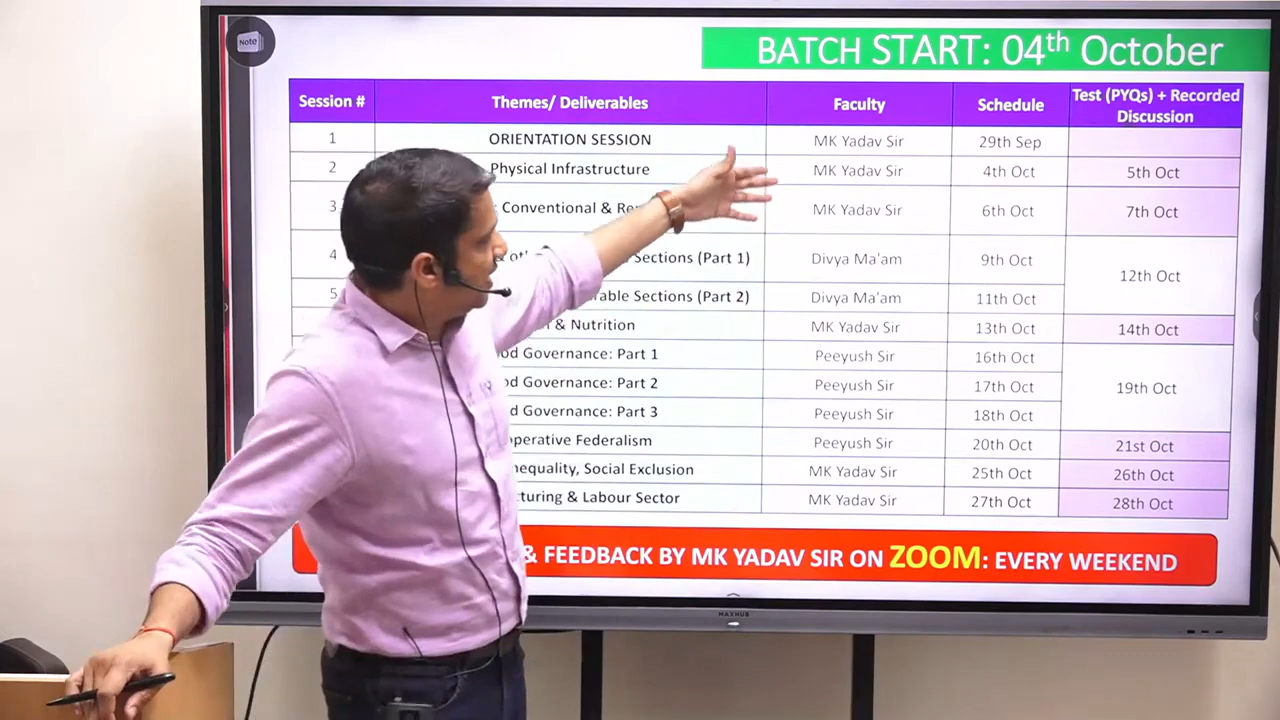 Note
BATCH START: 04th October
Session # Themes/ Deliverables Faculty Schedule Test (PYQs) + Recorded Discussion
1 ORIENTATION SESSION MK Yadav Sir 29th Sep
2 Physical Infrastructure MK Yadav Sir 4th Oct 5th Oct
3 Conventional & MK Yadav Sir 6th Oct 7th Oct
4 Sections (Part 1) Divya Ma'am 9th Oct 12th Oct
5 Sections (Part 2) Divya Ma'am 11th Oct
& Nutrition MK Yadav Sir 13th Oct 14th Oct
Governance: Part 1 Peeyush Sir 16th Oct 19th Oct
Governance: Part 2 Peeyush Sir 17th Oct
Governance: Part 3 Peeyush Sir 18th Oct
Federalism Peeyush Sir 20th Oct 21st Oct
Social Exclusion MK Yadav Sir 25th Oct 26th Oct
& Labour Sector MK Yadav Sir 27th Oct 28th Oct
& FEEDBACK BY MK YADAV SIR ON ZOOM: EVERY WEEKEND
MAXHUB